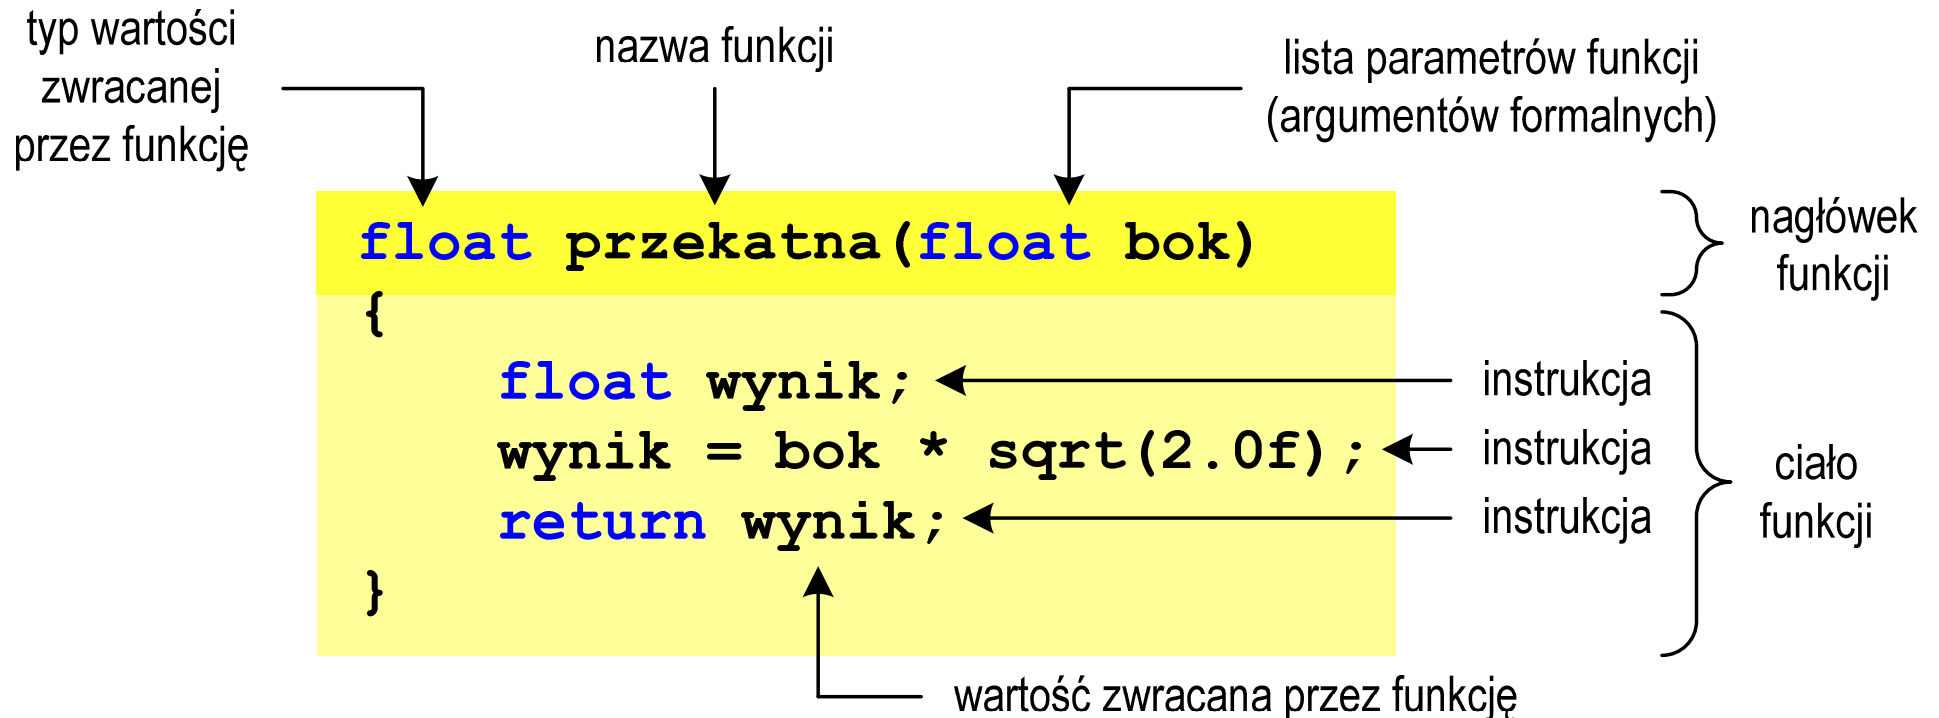 typ wartości
zwracanej
przez funkcję
nazwa funkcji
lista parametrów funkcji
(argumentów formalnych)
float przekatna(float bok)
nagłówek
funkcji
{
float wynik;
instrukcja
wynik = bok * sqrt(2.0f);
instrukcja
return wynik;
instrukcja
}
ciało
funkcji
wartość zwracana przez funkcję